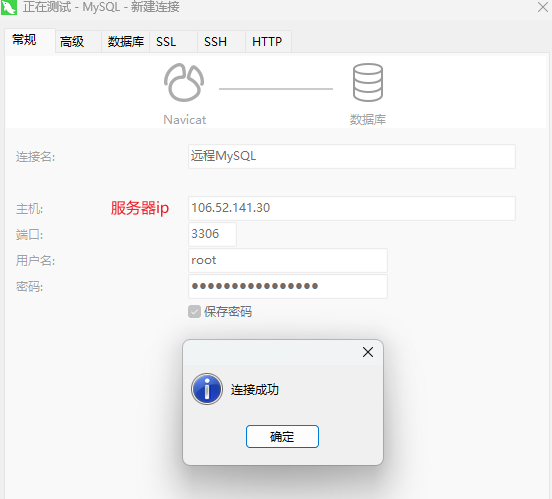 正在测试 - MySQL - 新建连接
常规 高级 数据库 SSL SSH HTTP
Navicat 数据库
连接名: 远程MySQL
主机: 服务器ip 106.52.141.30
端口: 3306
用户名: root
密码: ●●●●●●●●●●●●●●●●
保存密码
连接成功
确定